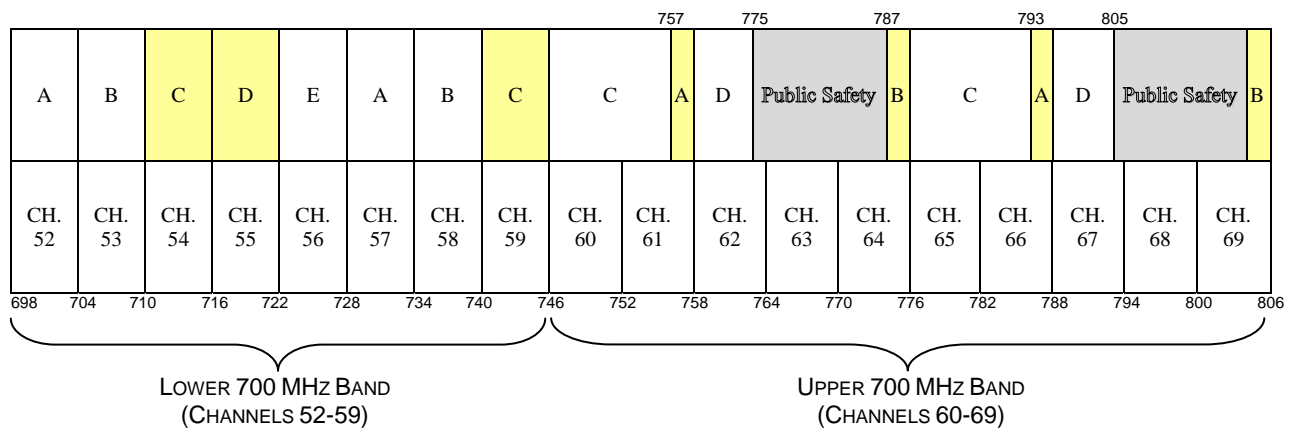 757 775 787 793 805
A B C D E A B C C A D Public Safety B C A D Public Safety B
CH. CH. CH. CH. CH. CH. CH. CH. CH. CH. CH. CH. CH. CH. CH. CH. CH. CH.
52 53 54 55 56 57 58 59 60 61 62 63 64 65 66 67 68 69
698 704 710 716 722 728 734 740 746 752 758 764 770 776 782 788 794 800 806
LOWER 700 MHZ BAND UPPER 700 MHZ BAND
(CHANNELS 52-59) (CHANNELS 60-69)